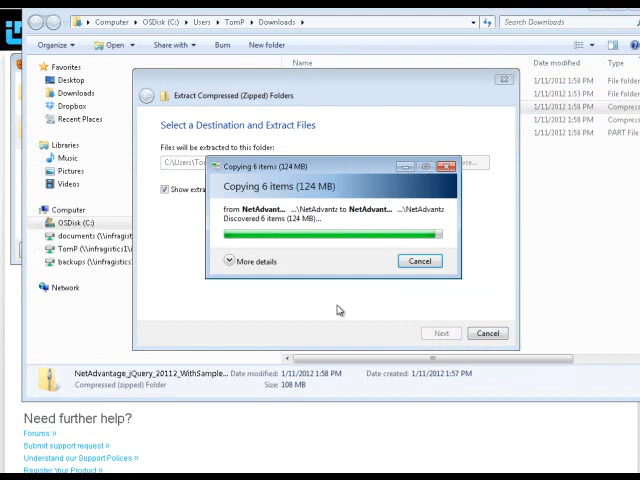 Computer ▸ OSDisk (C:) ▸ Users ▸ TomP ▸ Downloads ▸
Search Downloads
Organize Open Share with Burn New folder
Name Date modified Type
Favorites
Desktop
Downloads
Dropbox
Recent Places
Libraries
Music
Pictures
Videos
Computer
OSDisk (C:)
documents (\\infragistics
TomP (\\infragistics1\
backups (\\infragistics
Network
1/11/2012 1:58 PM File folder
1/11/2012 1:53 PM File folder
1/11/2012 1:58 PM Compress
1/11/2012 1:58 PM Compress
1/11/2012 1:58 PM PART File
Extract Compressed (Zipped) Folders
Select a Destination and Extract Files
Files will be extracted to this folder:
C:\Users\Tom
wse...
Show extra
Copying 6 items (124 MB)
Copying 6 items (124 MB)
from NetAdvant... ...\NetAdvanta to NetAdvant... ...\NetAdvanta
Discovered 6 items (124 MB)...
More details
Cancel
Next Cancel
NetAdvantage_jQuery_20112_WithSample... Date modified: 1/11/2012 1:58 PM Date created: 1/11/2012 1:57 PM
Compressed (zipped) Folder Size: 108 MB
Need further help?
Forums »
Submit support request »
Understand our Support Polices »
Register Your Product »